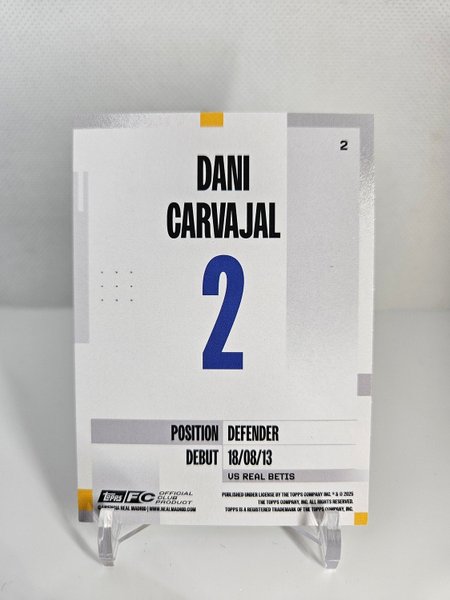 2
DANI
CARVAJAL
2
POSITION DEFENDER
DEBUT 18/08/13
VS REAL BETIS
Topps FC OFFICIAL
CLUB
PRODUCT
REAL MADRID | WWW.REALMADRID.COM
PUBLISHED UNDER LICENSE BY THE TOPPS COMPANY INC. ® & © 2025
THE TOPPS COMPANY, INC. ALL RIGHTS RESERVED.
TOPPS IS A REGISTERED TRADEMARK OF THE TOPPS COMPANY, INC.